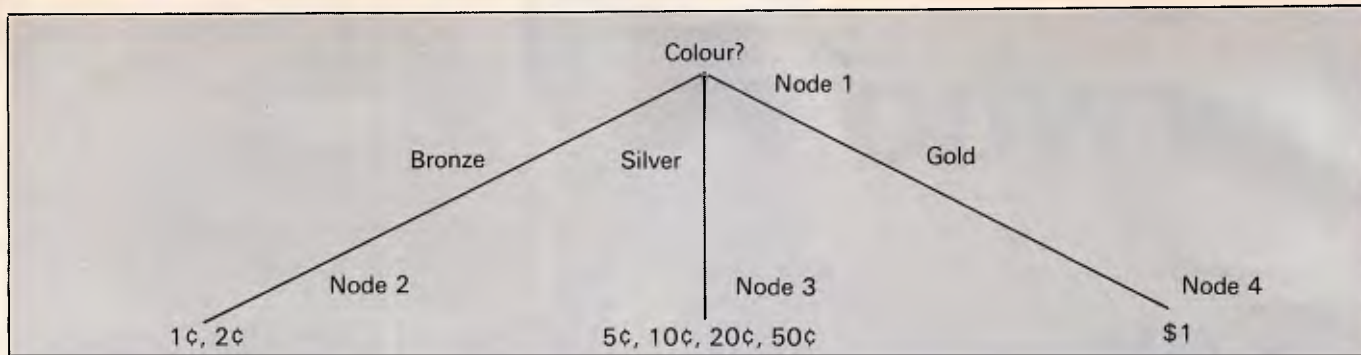 Colour?
Node 1
Bronze
Silver
Gold
Node 2
Node 3
Node 4
1¢, 2¢
5¢, 10¢, 20¢, 50¢
$1